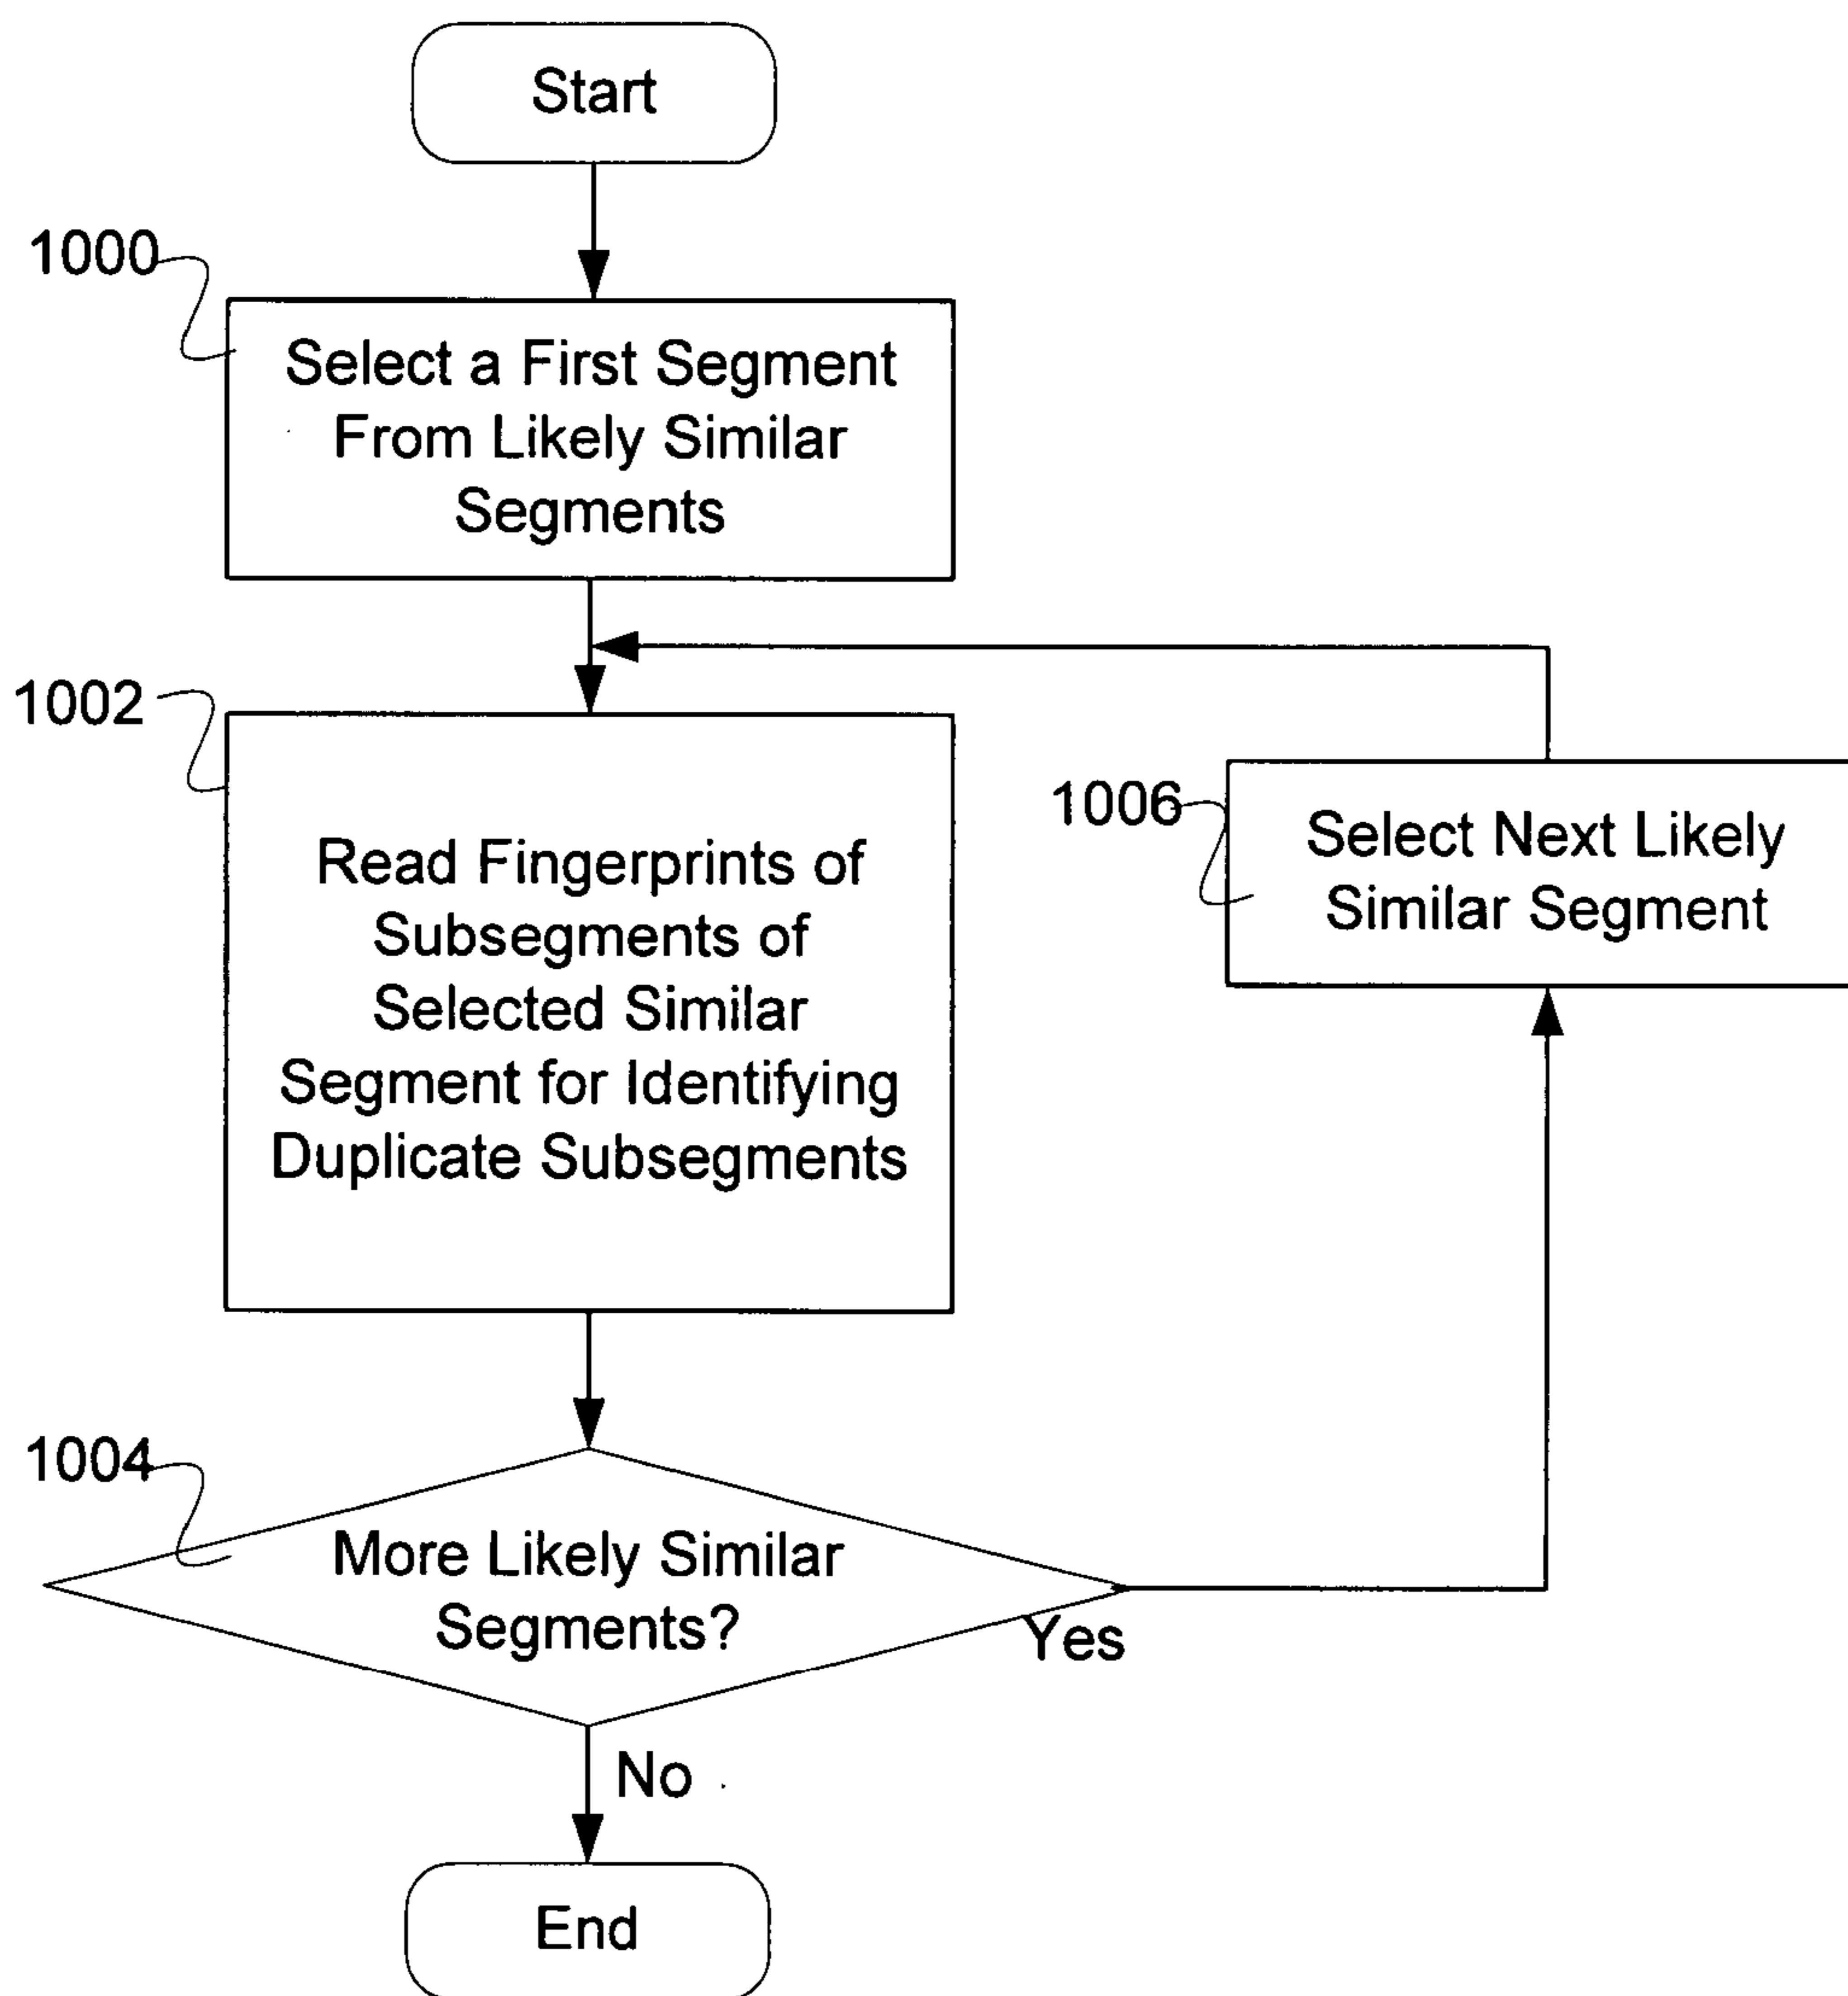 Start
1000
Select a First Segment
From Likely Similar
Segments
1002
Read Fingerprints of
Subsegments of
Selected Similar
Segment for Identifying
Duplicate Subsegments
1006
Select Next Likely
Similar Segment
1004
More Likely Similar
Segments?
Yes
No
End